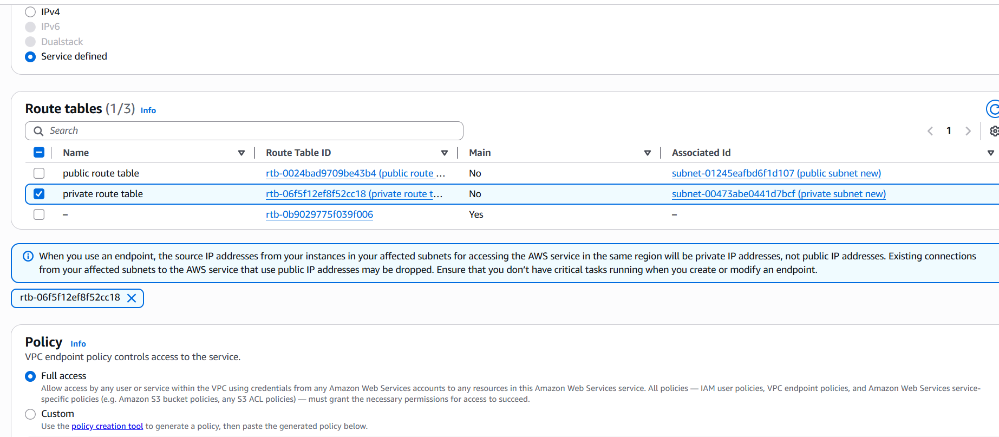 IPv4
IPv6
Dualstack
Service defined
Route tables (1/3) Info
Search
1
Name Route Table ID Main Associated Id
public route table rtb-0024bad9709be43b4 (public route ... No subnet-01245eafbd6f1d107 (public subnet new)
private route table rtb-06f5f12ef8f52cc18 (private route t... No subnet-00473abe0441d7bcf (private subnet new)
– rtb-0b9029775f039f006 Yes –
When you use an endpoint, the source IP addresses from your instances in your affected subnets for accessing the AWS service in the same region will be private IP addresses, not public IP addresses. Existing connections
from your affected subnets to the AWS service that use public IP addresses may be dropped. Ensure that you don’t have critical tasks running when you create or modify an endpoint.
rtb-06f5f12ef8f52cc18
Policy Info
VPC endpoint policy controls access to the service.
Full access
Allow access by any user or service within the VPC using credentials from any Amazon Web Services accounts to any resources in this Amazon Web Services service. All policies — IAM user policies, VPC endpoint policies, and Amazon Web Services service-
specific policies (e.g. Amazon S3 bucket policies, any S3 ACL policies) — must grant the necessary permissions for access to succeed.
Custom
Use the policy creation tool to generate a policy, then paste the generated policy below.